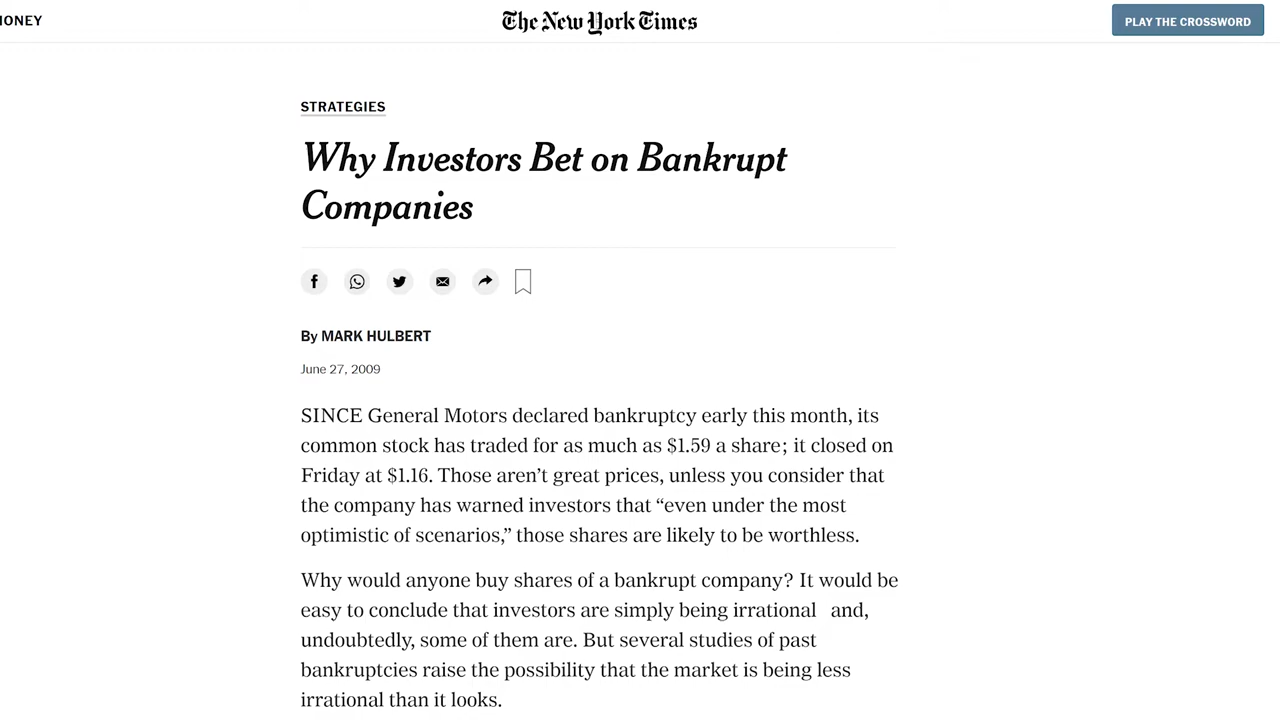 MONEY
The New York Times
PLAY THE CROSSWORD
STRATEGIES
Why Investors Bet on Bankrupt
Companies
By MARK HULBERT
June 27, 2009
SINCE General Motors declared bankruptcy early this month, its
common stock has traded for as much as $1.59 a share; it closed on
Friday at $1.16. Those aren’t great prices, unless you consider that
the company has warned investors that “even under the most
optimistic of scenarios,” those shares are likely to be worthless.
Why would anyone buy shares of a bankrupt company? It would be
easy to conclude that investors are simply being irrational and,
undoubtedly, some of them are. But several studies of past
bankruptcies raise the possibility that the market is being less
irrational than it looks.